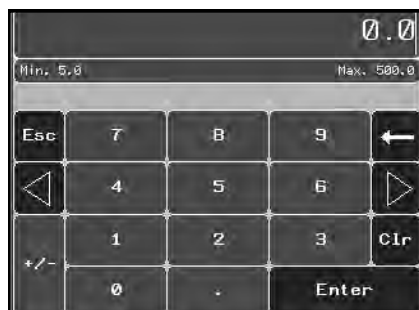 0.0
Min. 5.0 Max. 500.0
Esc 7 8 9
4 5 6
1 2 3 Clr
+/-
0 . Enter